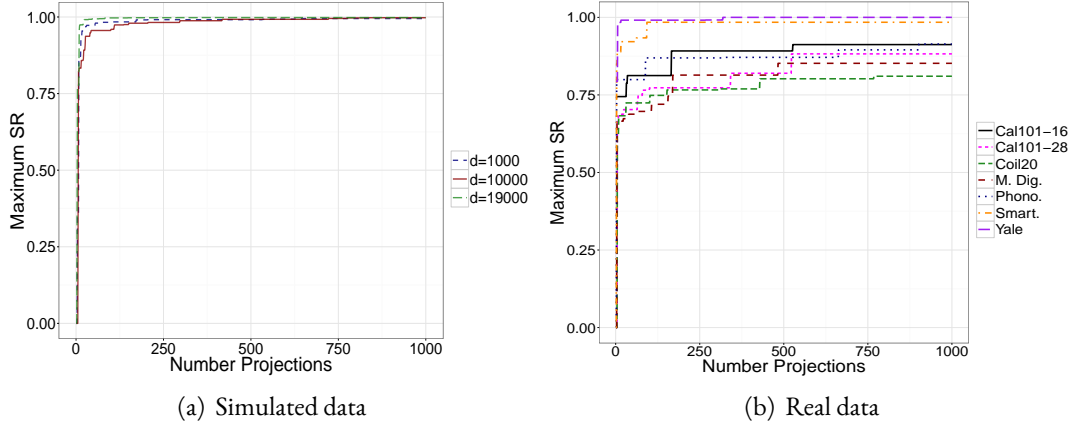 Maximum SR
1.00
0.75
0.50
0.25
0.00
0
250
500
750
1000
Number Projections
d=1000
d=10000
d=19000
(a) Simulated data
Maximum SR
1.00
0.75
0.50
0.25
0.00
0
250
500
750
1000
Number Projections
Cal101−16
Cal101−28
Coil20
M. Dig.
Phono.
Smart.
Yale
(b) Real data